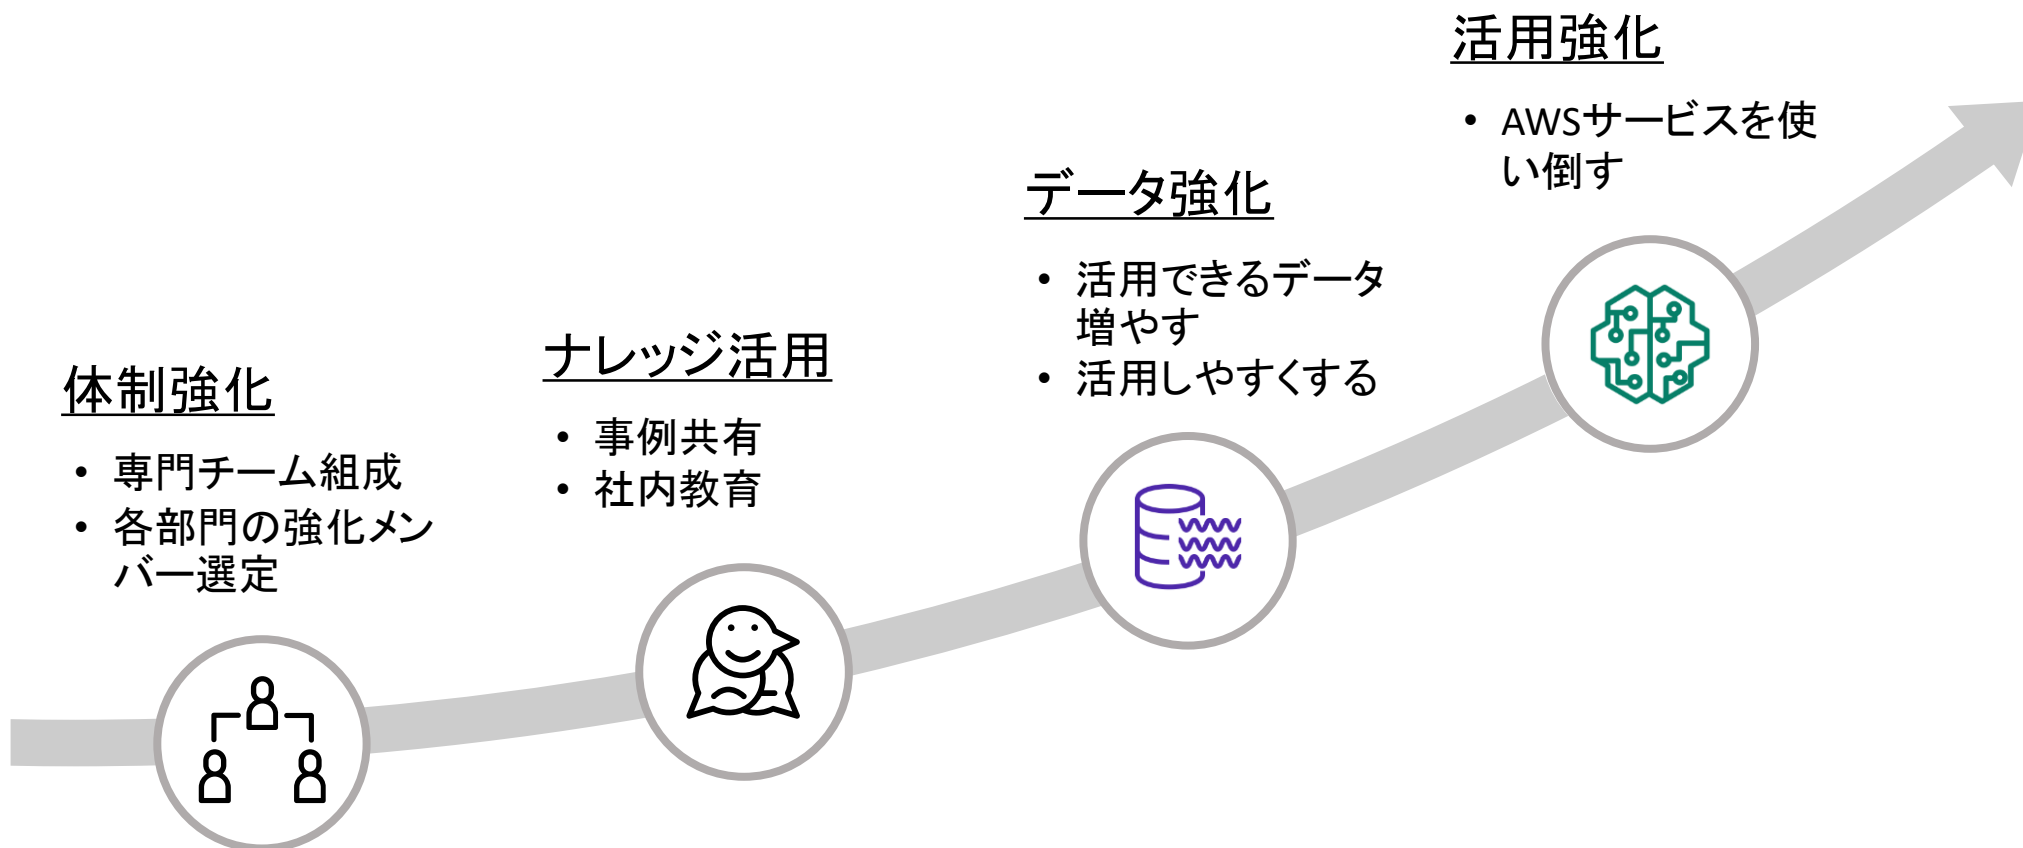 体制強化
• 専門チーム組成
• 各部門の強化メン
バー選定
ナレッジ活用
• 事例共有
• 社内教育
データ強化
• 活用できるデータ
増やす
• 活用しやすくする
活用強化
• AWSサービスを使
い倒す